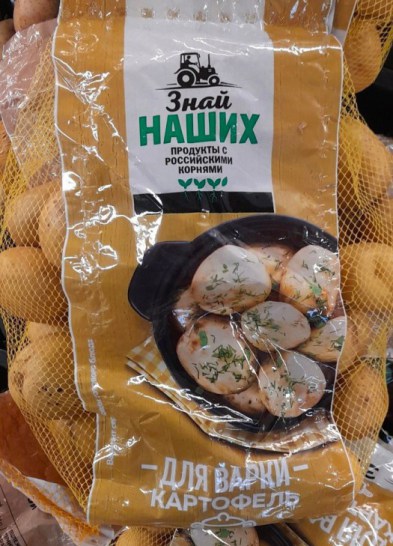 Знай
НАШИХ
ПРОДУКТЫ С
РОССИЙСКИМИ
КОРНЯМИ
ДЛЯ ВАРКИ
КАРТОФЕЛЬ